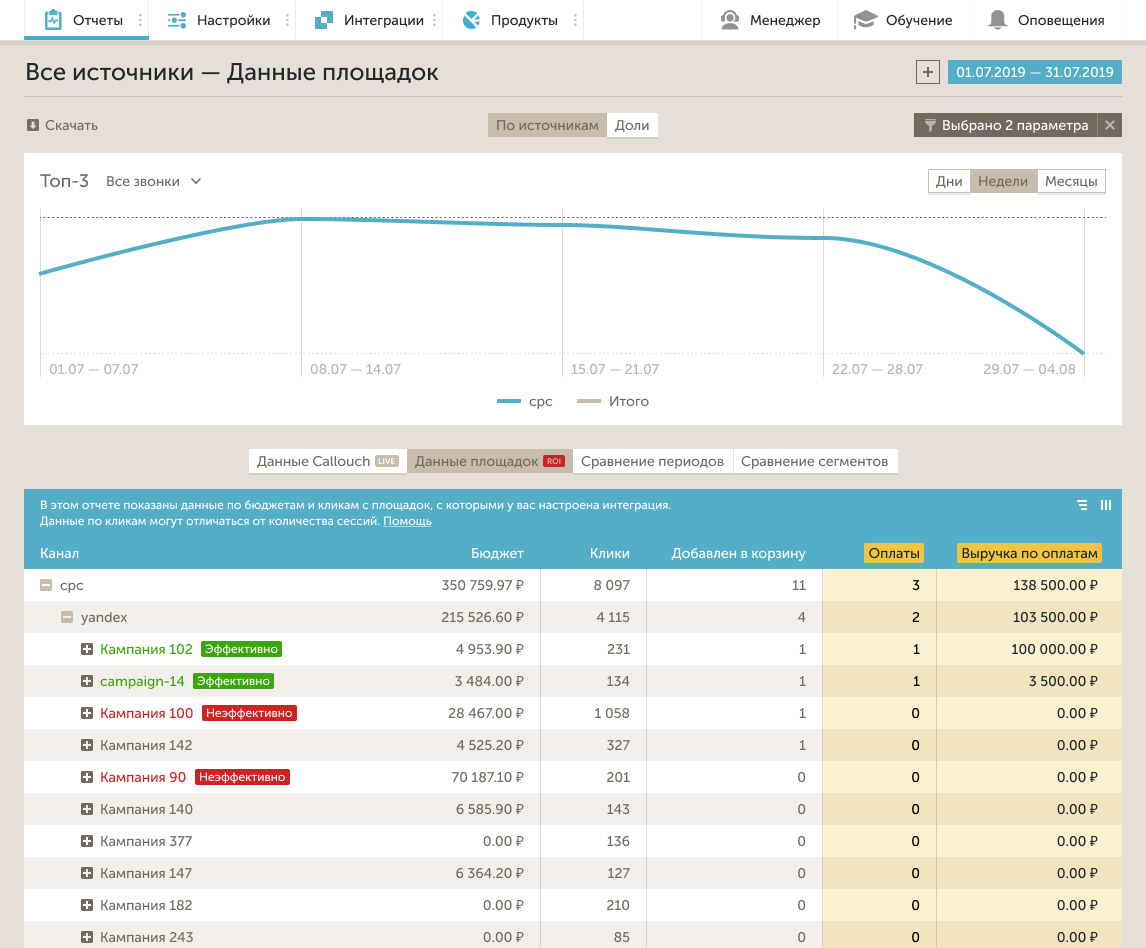 Отчеты Настройки Интеграции Продукты Менеджер Обучение Оповещения
Все источники — Данные площадок 01.07.2019 — 31.07.2019
Скачать По источникам Доли Выбрано 2 параметра
Топ-3 Все звонки Дни Недели Месяцы
01.07 — 07.07 08.07 — 14.07 15.07 — 21.07 22.07 — 28.07 29.07 — 04.08
cpc Итого
Данные Callouch LIVE Данные площадок ROI Сравнение периодов Сравнение сегментов
В этом отчете показаны данные по бюджетам и кликам с площадок, с которыми у вас настроена интеграция.
Данные по кликам могут отличаться от количества сессий. Помощь
Канал Бюджет Клики Добавлен в корзину Оплаты Выручка по оплатам
cpc 350 759.97 ₽ 8 097 11 3 138 500.00 ₽
yandex 215 526.60 ₽ 4 115 4 2 103 500.00 ₽
Кампания 102 Эффективно 4 953.90 ₽ 231 1 1 100 000.00 ₽
campaign-14 Эффективно 3 484.00 ₽ 134 1 1 3 500.00 ₽
Кампания 100 Неэффективно 28 467.00 ₽ 1 058 1 0 0.00 ₽
Кампания 142 4 525.20 ₽ 327 1 0 0.00 ₽
Кампания 90 Неэффективно 70 187.10 ₽ 201 0 0 0.00 ₽
Кампания 140 6 585.90 ₽ 143 0 0 0.00 ₽
Кампания 377 0.00 ₽ 136 0 0 0.00 ₽
Кампания 147 6 364.20 ₽ 127 0 0 0.00 ₽
Кампания 182 0.00 ₽ 210 0 0 0.00 ₽
Кампания 243 0.00 ₽ 85 0 0 0.00 ₽